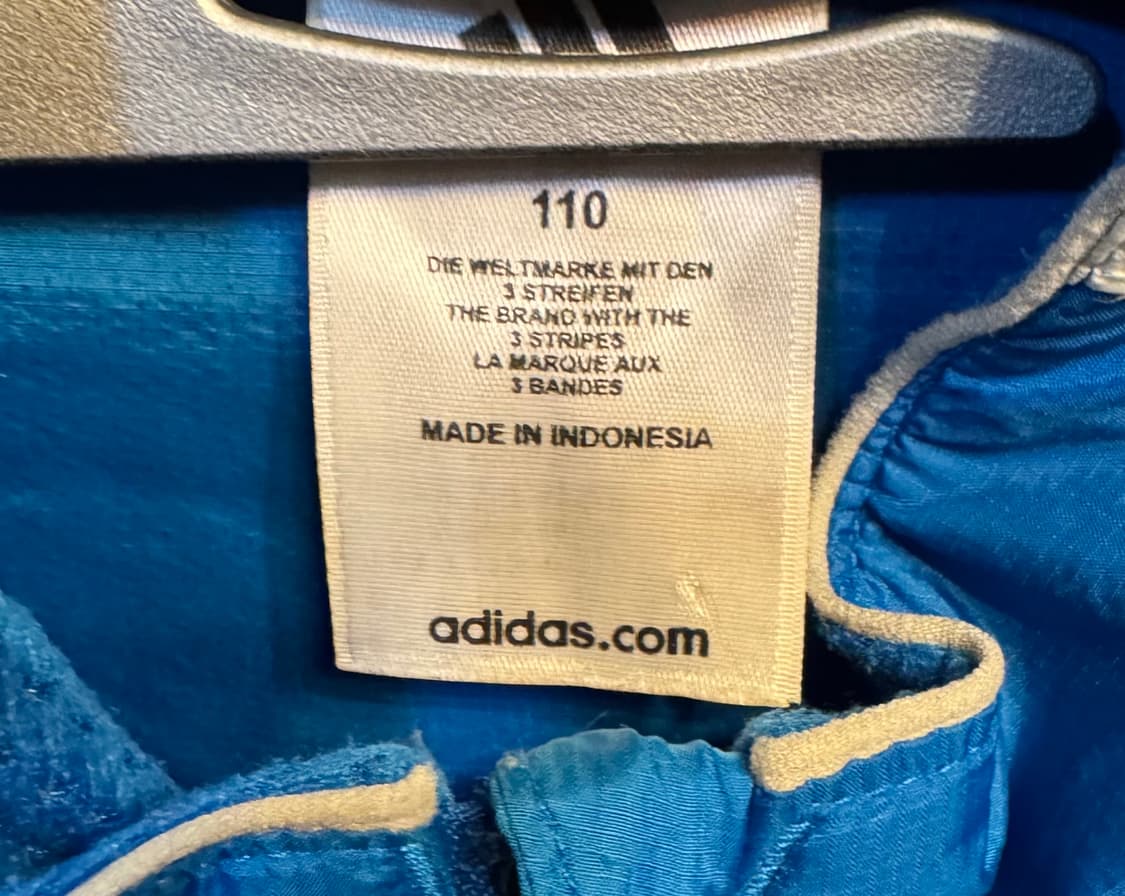 110
DIE WELTMARKE MIT DEN
3 STREIFEN
THE BRAND WITH THE
3 STRIPES
LA MARQUE AUX
3 BANDES
MADE IN INDONESIA
adidas.com